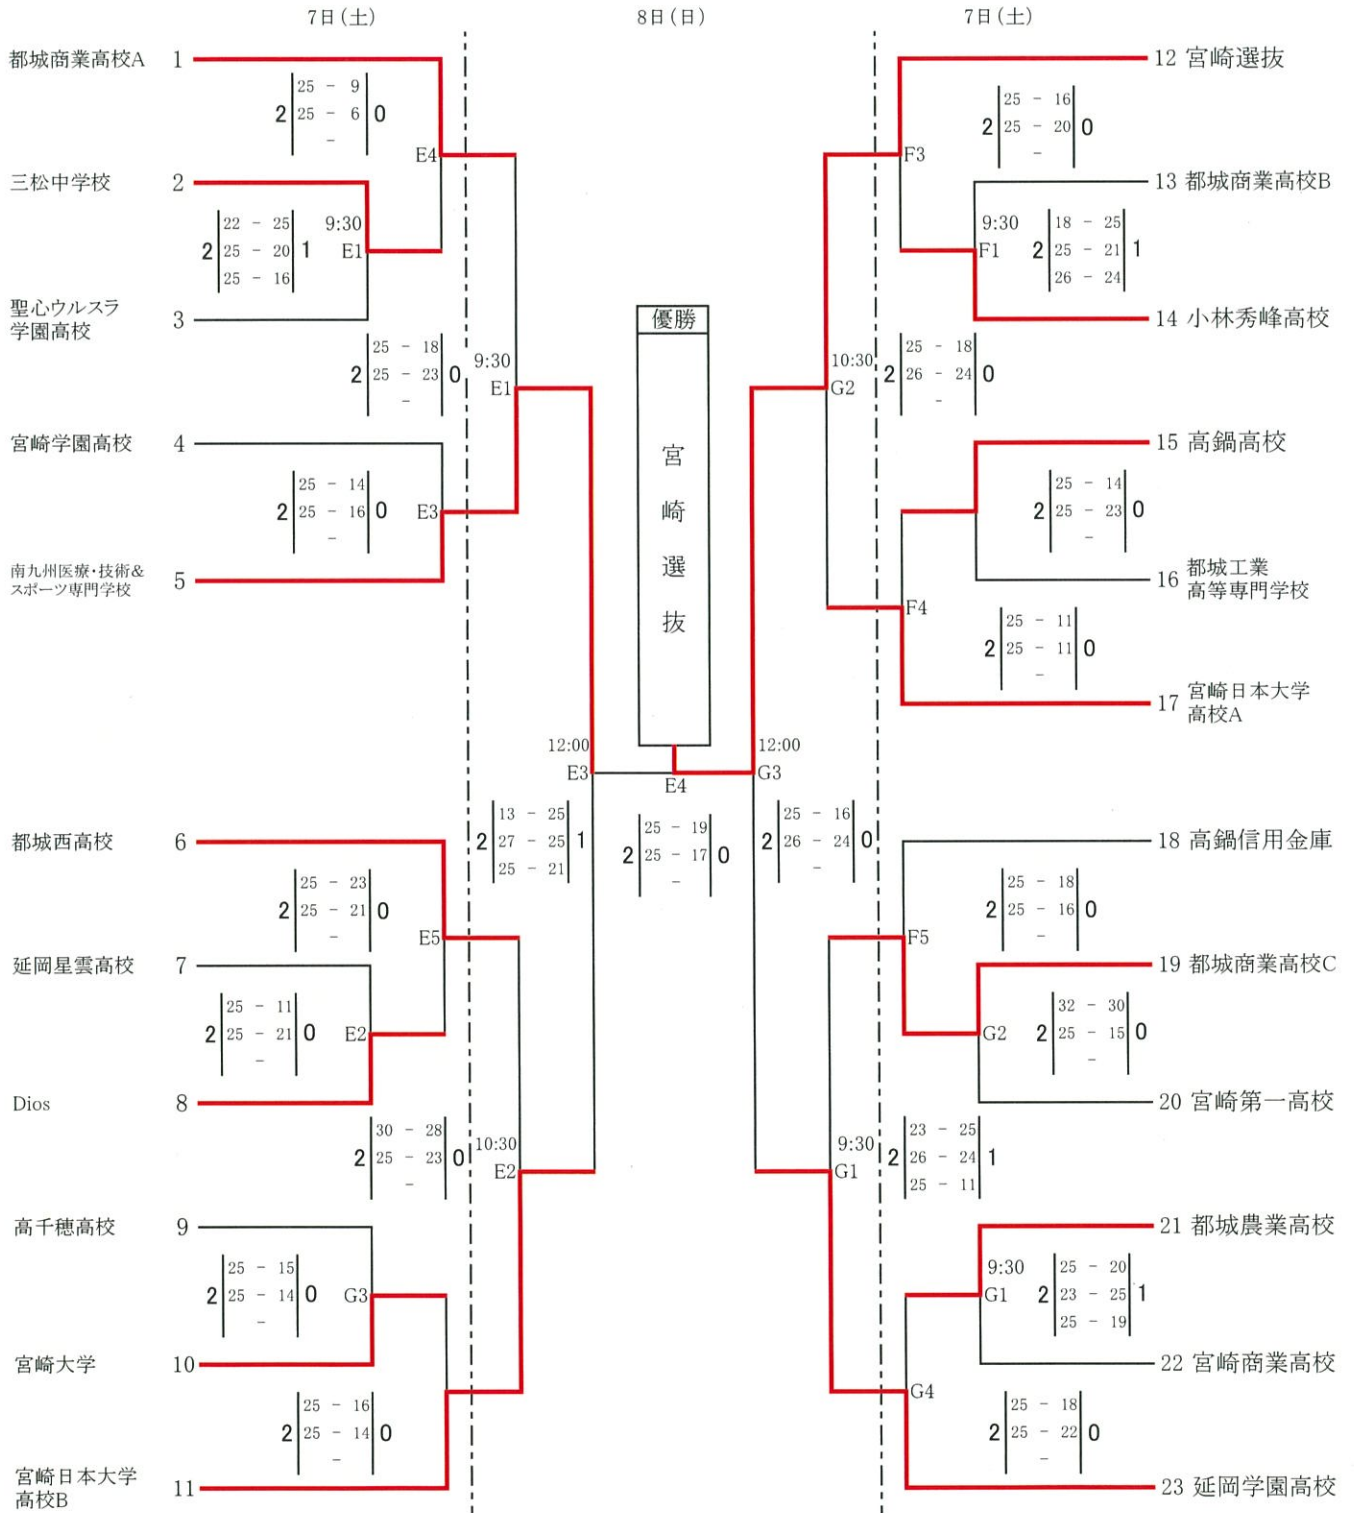 7日(土)
8日(日)
7日(土)
都城商業高校A 1
25 - 9
2 25 - 6 0
-
E4
三松中学校 2
22 - 25 9:30
2 25 - 20 1 E1
25 - 16
聖心ウルスラ
学園高校 3
25 - 18 9:30
2 25 - 23 0 E1
-
宮崎学園高校 4
25 - 14
2 25 - 16 0 E3
-
南九州医療・技術&
スポーツ専門学校 5
都城西高校 6
25 - 23
2 25 - 21 0
-
E5
延岡星雲高校 7
25 - 11
2 25 - 21 0 E2
-
Dios 8
30 - 28 10:30
2 25 - 23 0 E2
-
高千穂高校 9
25 - 15
2 25 - 14 0 G3
-
宮崎大学 10
25 - 16
2 25 - 14 0
-
宮崎日本大学
高校B 11
優勝
宮崎選抜
12:00
E3
13 - 25
2 27 - 25 1
25 - 21
E4
25 - 19
2 25 - 17 0
-
12:00
G3
25 - 16
2 26 - 24 0
-
12 宮崎選抜
25 - 16
2 25 - 20 0
-
F3
13 都城商業高校B
9:30 18 - 25
F1 2 25 - 21 1
26 - 24
14 小林秀峰高校
10:30 25 - 18
G2 2 26 - 24 0
-
15 高鍋高校
25 - 14
2 25 - 23 0
-
16 都城工業
高等専門学校
F4
25 - 11
2 25 - 11 0
-
17 宮崎日本大学
高校A
18 高鍋信用金庫
25 - 18
2 25 - 16 0
-
F5
19 都城商業高校C
32 - 30
G2 2 25 - 15 0
-
20 宮崎第一高校
9:30 23 - 25
G1 2 26 - 24 1
25 - 11
21 都城農業高校
9:30 25 - 20
G1 2 23 - 25 1
25 - 19
22 宮崎商業高校
G4
25 - 18
2 25 - 22 0
-
23 延岡学園高校